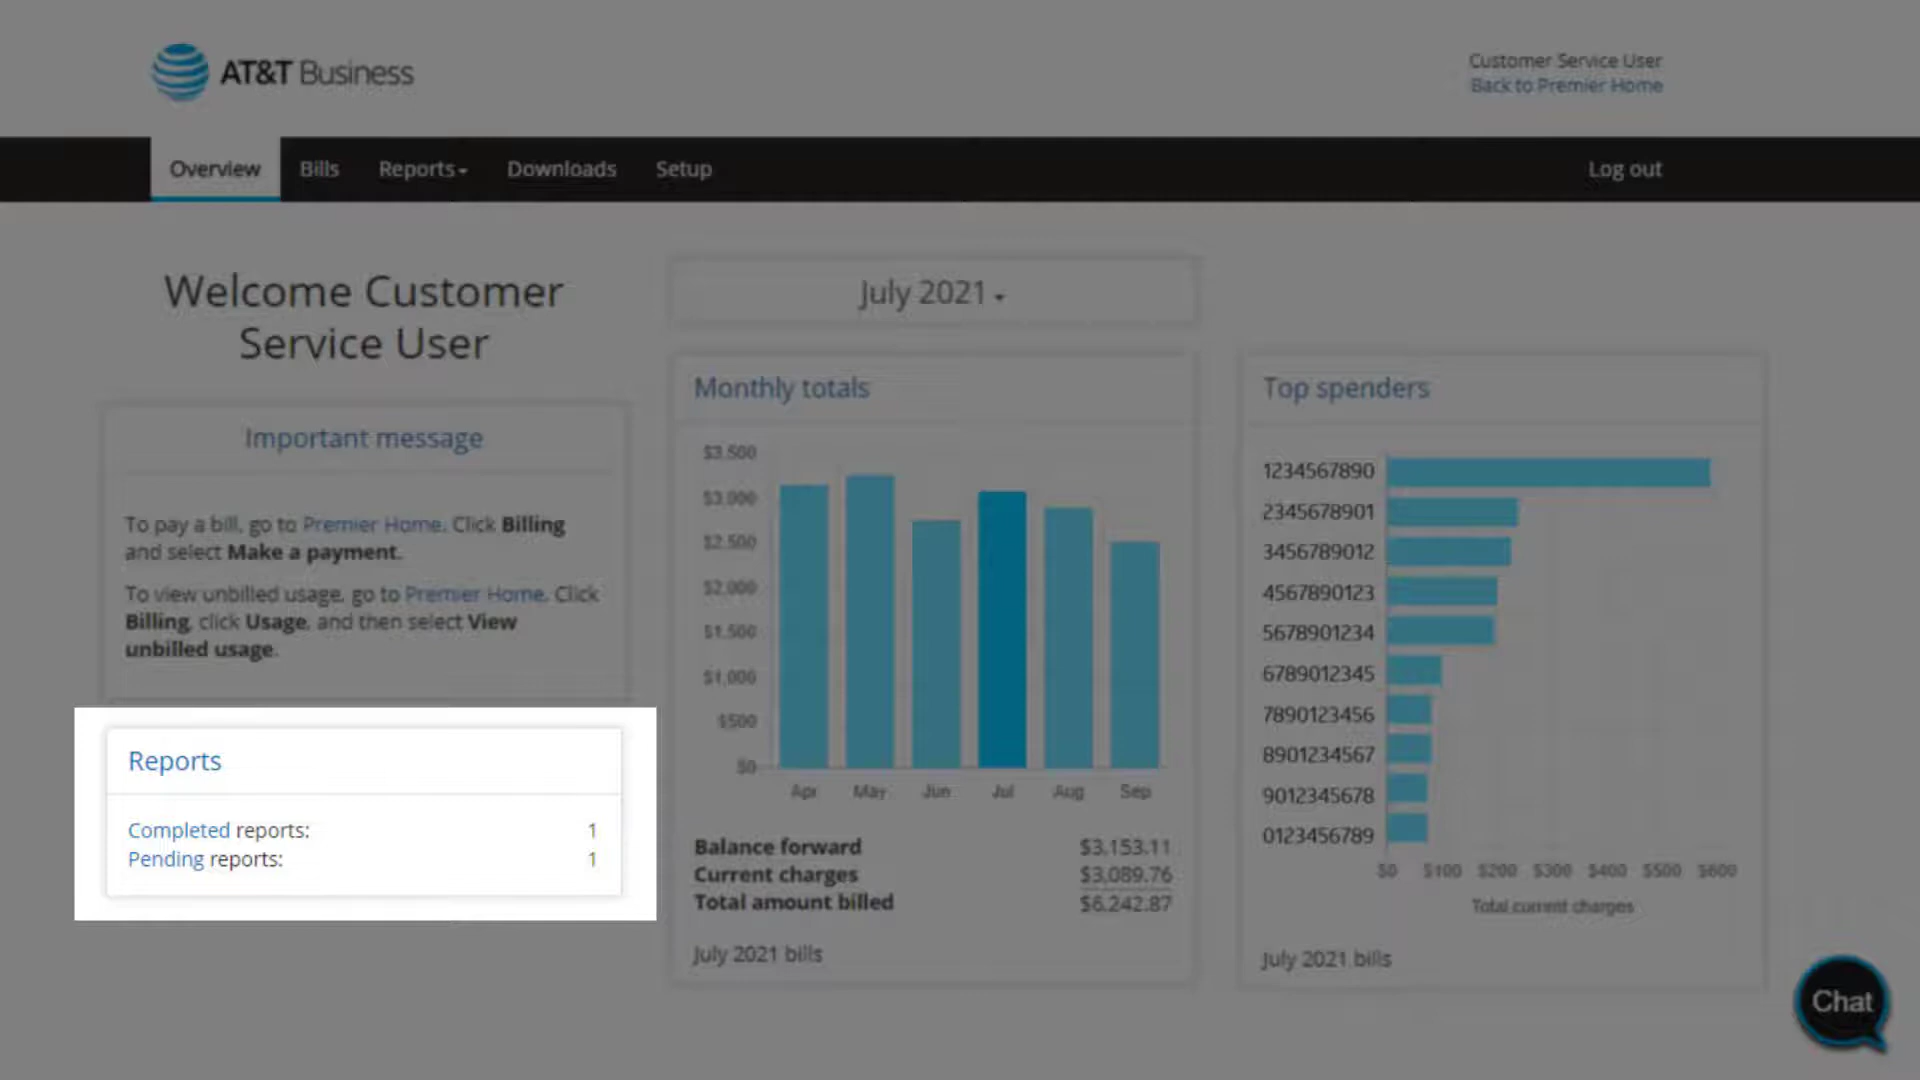 AT&T Business
Customer Service User
Back to Premier Home
Overview
Bills
Reports
Downloads
Setup
Log out
Welcome Customer
Service User
Important message
To pay a bill, go to Premier Home. Click Billing
and select Make a payment.
To view unbilled usage, go to Premier Home. Click
Billing, click Usage, and then select View
unbilled usage.
Reports
Completed reports: 1
Pending reports: 1
July 2021
Monthly totals
$3,500
$3,000
$2,500
$2,000
$1,500
$1,000
$500
$0
Apr May Jun Jul Aug Sep
Balance forward $3,153.11
Current charges $3,089.76
Total amount billed $6,242.87
July 2021 bills
Top spenders
1234567890
2345678901
3456789012
4567890123
5678901234
6789012345
7890123456
8901234567
9012345678
0123456789
$0 $100 $200 $300 $400 $500 $600
Total current charges
July 2021 bills
Chat